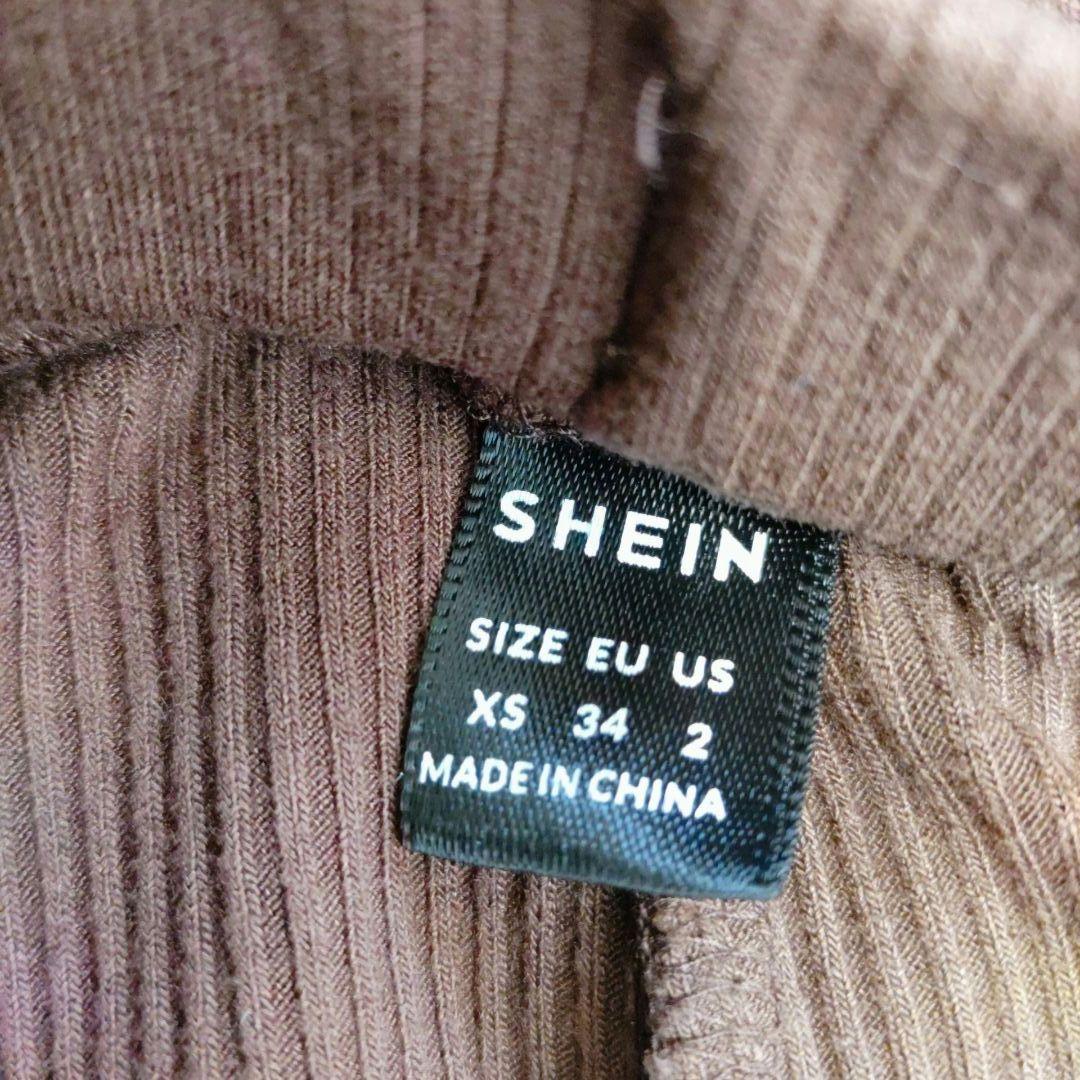 SHEIN
SIZE EU US
XS 34 2
MADE IN CHINA